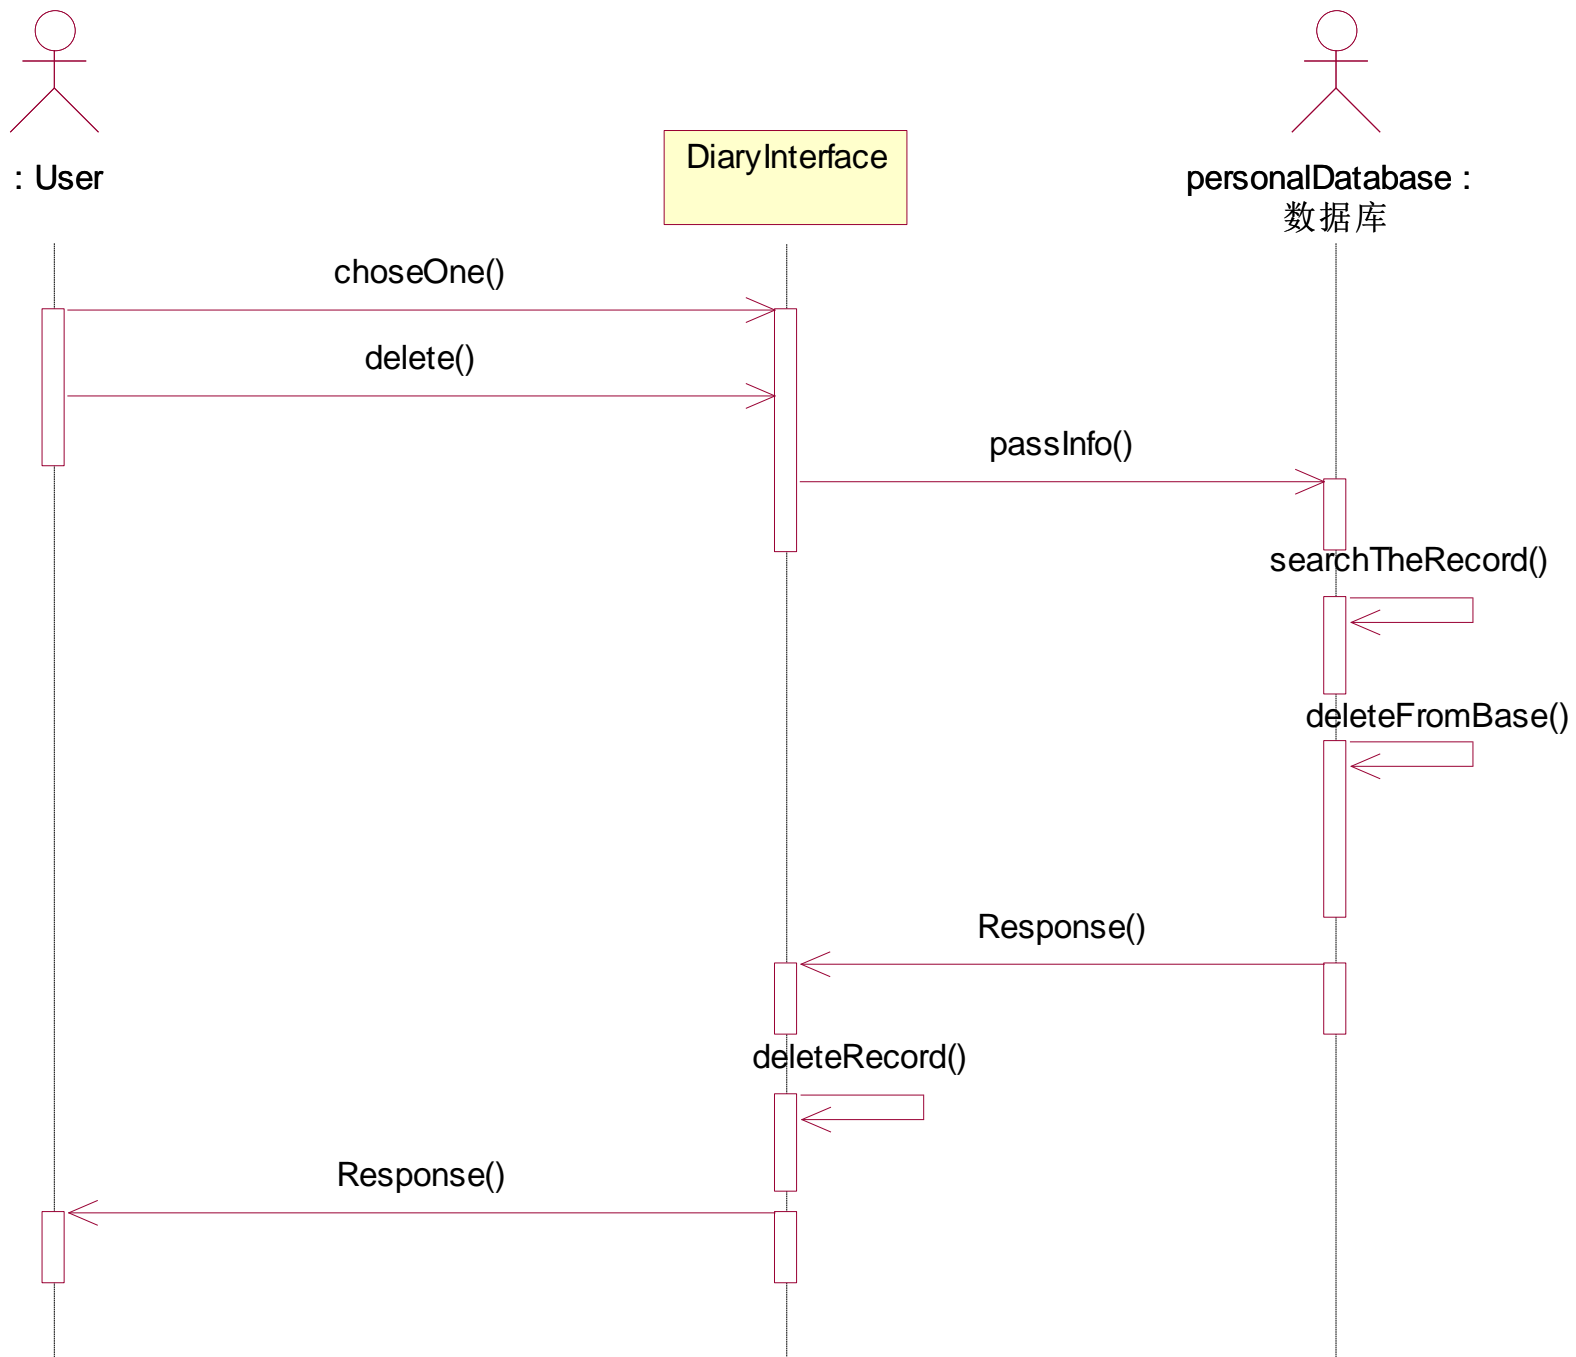 : User
DiaryInterface
personalDatabase :
数据库
choseOne()
delete()
passInfo()
searchTheRecord()
deleteFromBase()
Response()
deleteRecord()
Response()